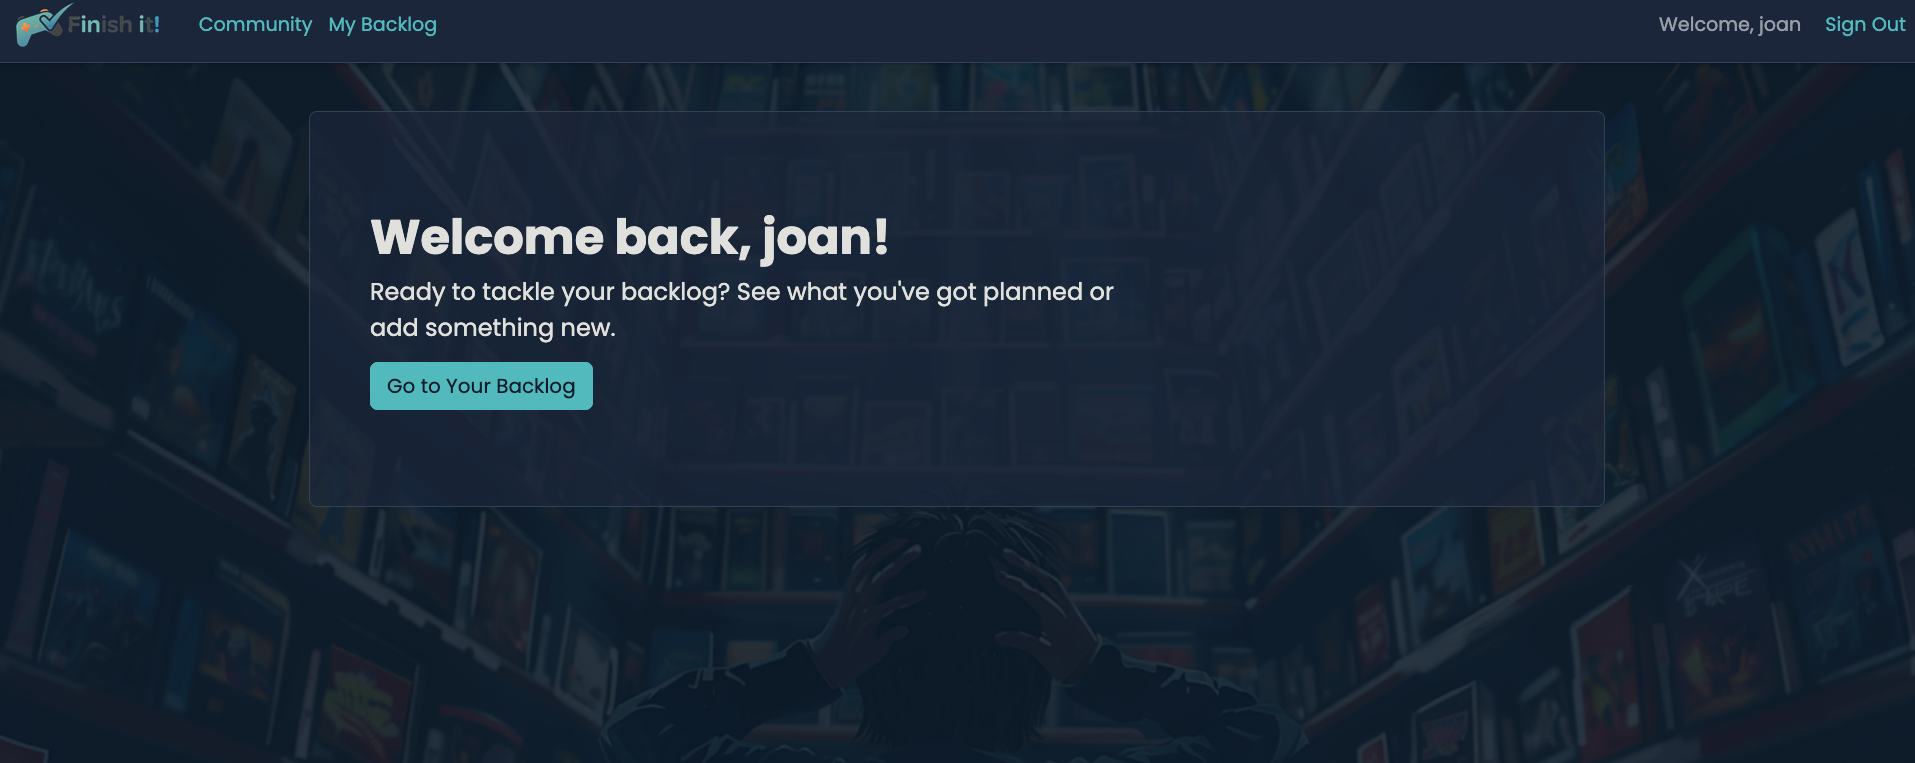 Finish it!
Community
My Backlog
Welcome, joan
Sign Out
Welcome back, joan!
Ready to tackle your backlog? See what you've got planned or
add something new.
Go to Your Backlog